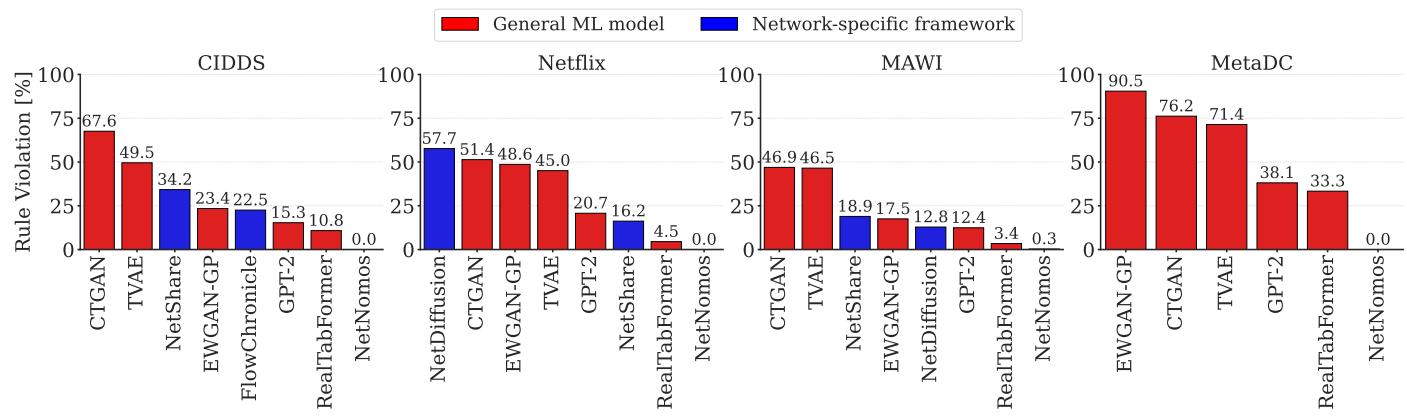 General ML model
Network-specific framework
Rule Violation [%]
CIDDS
100
75
50
25
0
67.6
49.5
34.2
23.4
22.5
15.3
10.8
0.0
CTGAN
TVAE
NetShare
EWGAN-GP
FlowChronicle
GPT-2
RealTabFormer
NetNomos
Netflix
100
75
50
25
0
57.7
51.4
48.6
45.0
20.7
16.2
4.5
0.0
NetDiffusion
CTGAN
EWGAN-GP
TVAE
GPT-2
NetShare
RealTabFormer
NetNomos
MAWI
100
75
50
25
0
46.9
46.5
18.9
17.5
12.8
12.4
3.4
0.3
CTGAN
TVAE
NetShare
EWGAN-GP
NetDiffusion
GPT-2
RealTabFormer
NetNomos
MetaDC
100
75
50
25
0
90.5
76.2
71.4
38.1
33.3
0.0
EWGAN-GP
CTGAN
TVAE
GPT-2
RealTabFormer
NetNomos